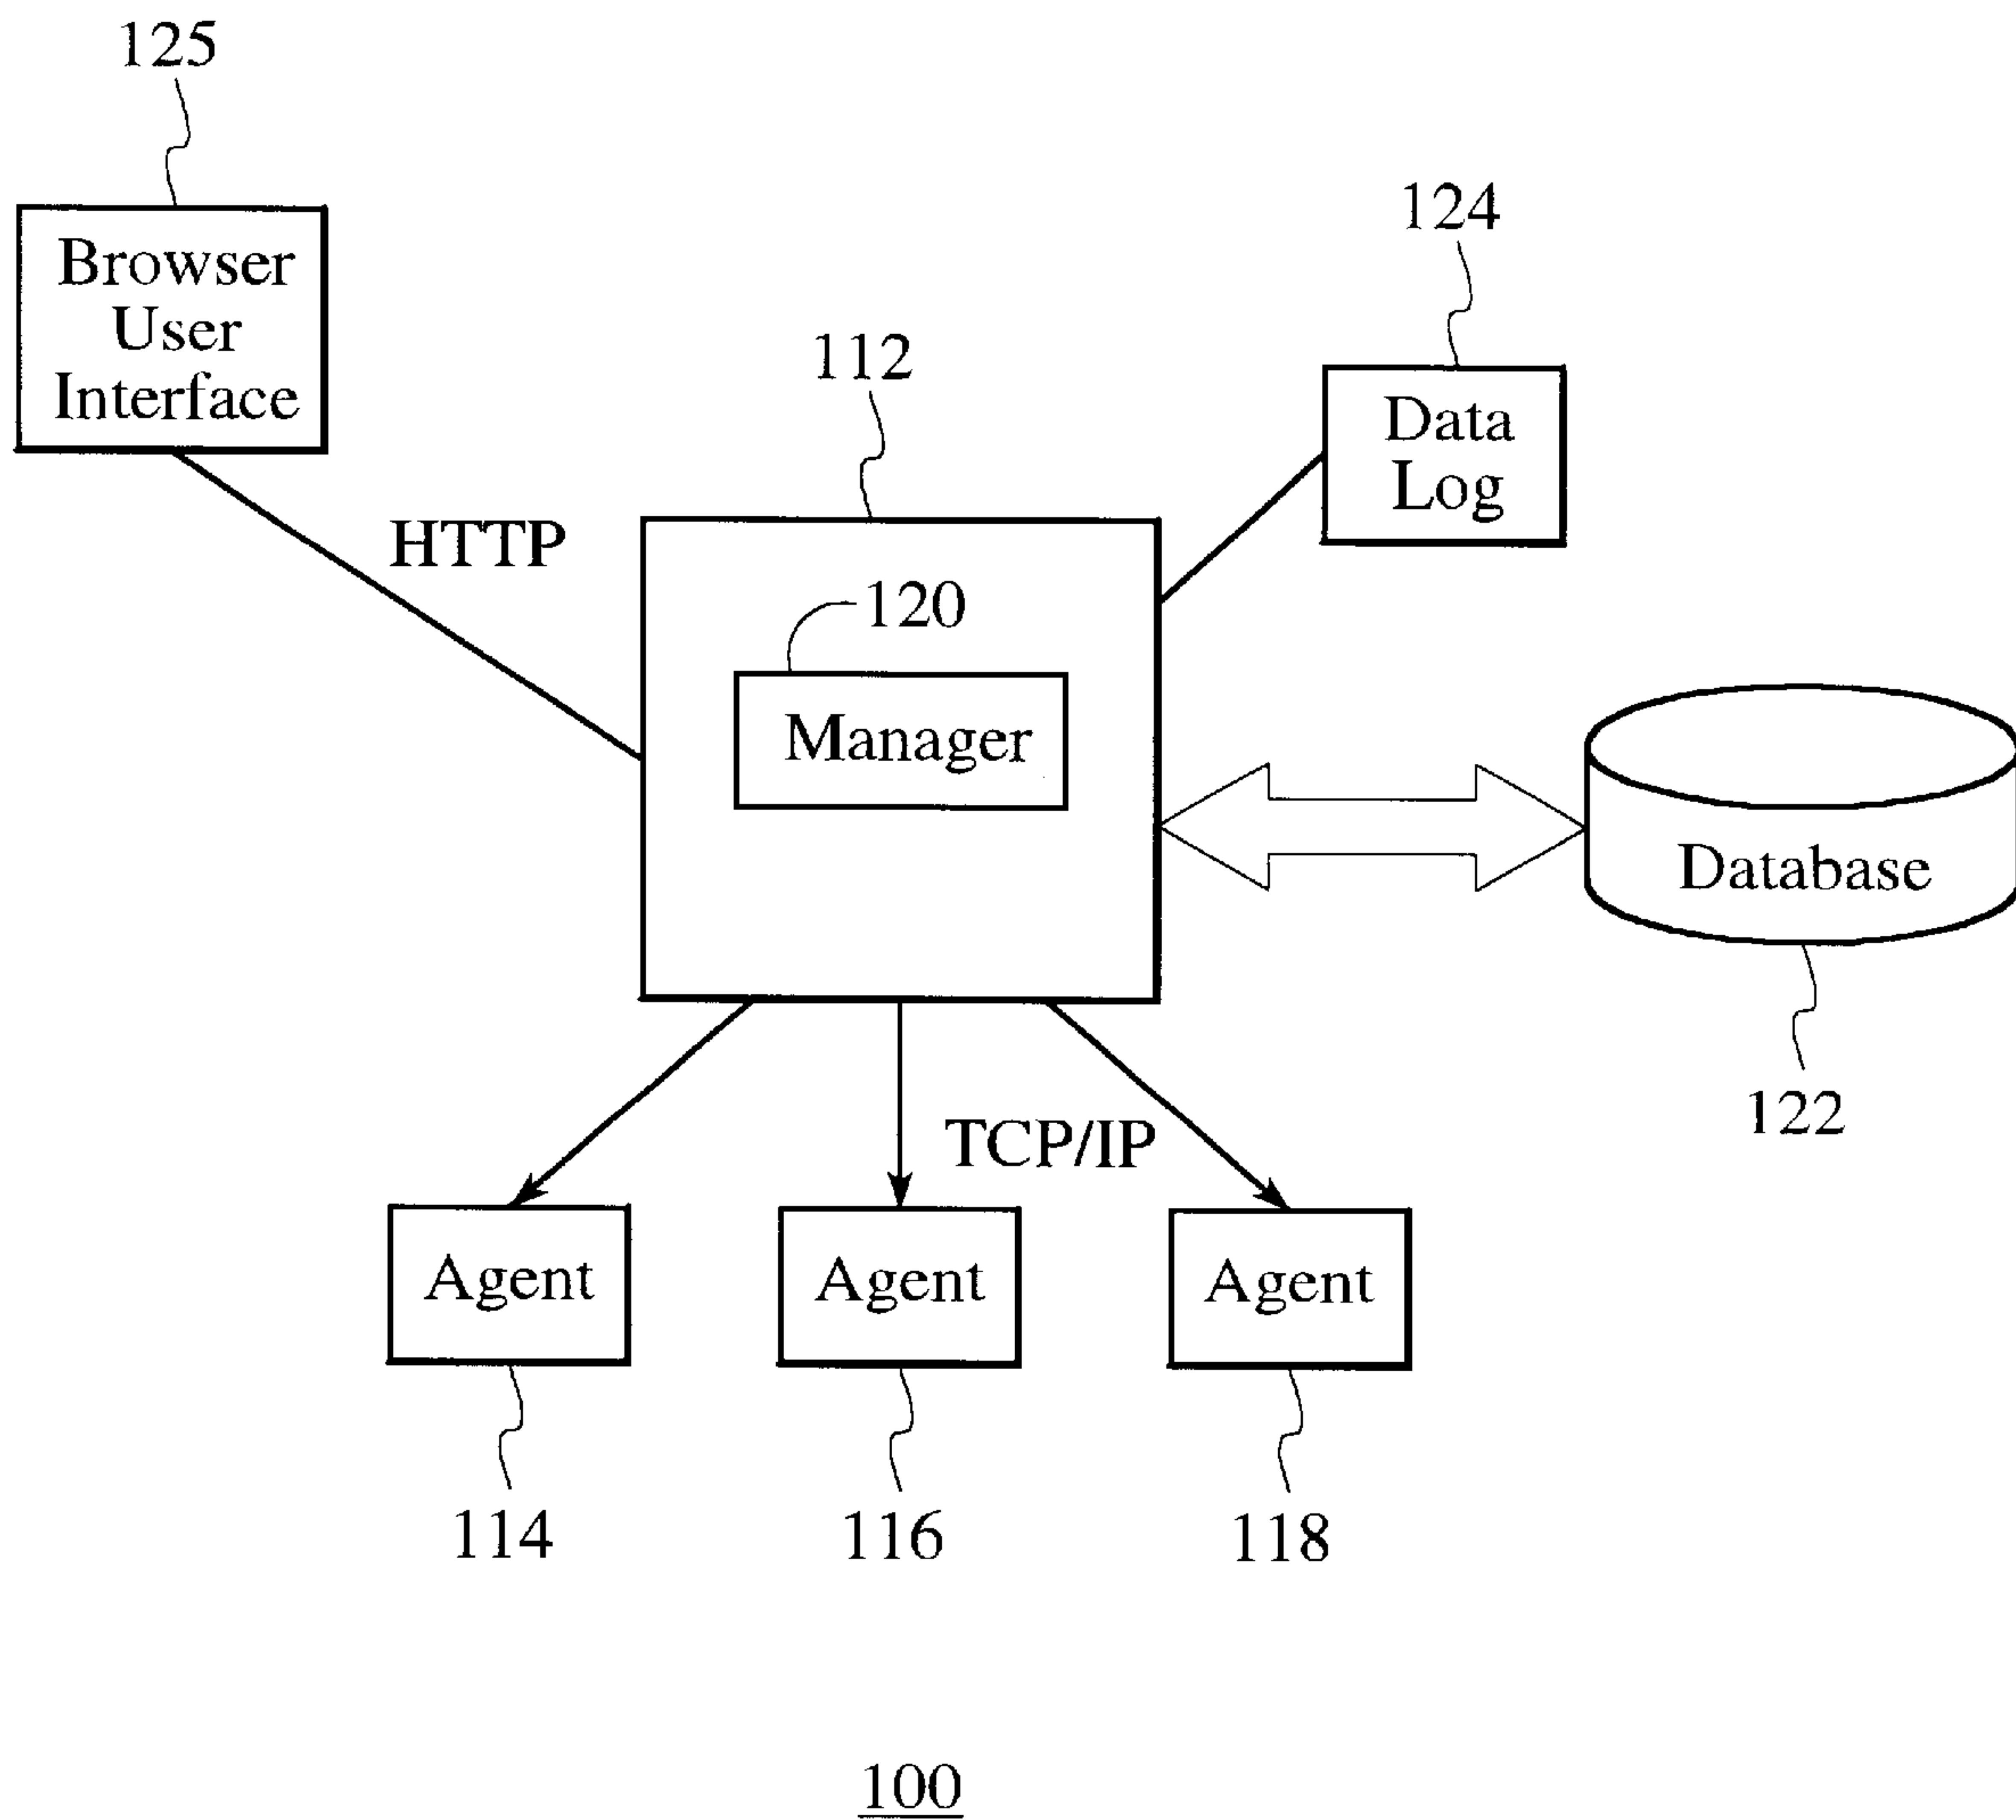 125
Browser
User
Interface
124
Data
Log
112
HTTP
120
Manager
Database
122
TCP/IP
Agent
Agent
Agent
114
116
118
100